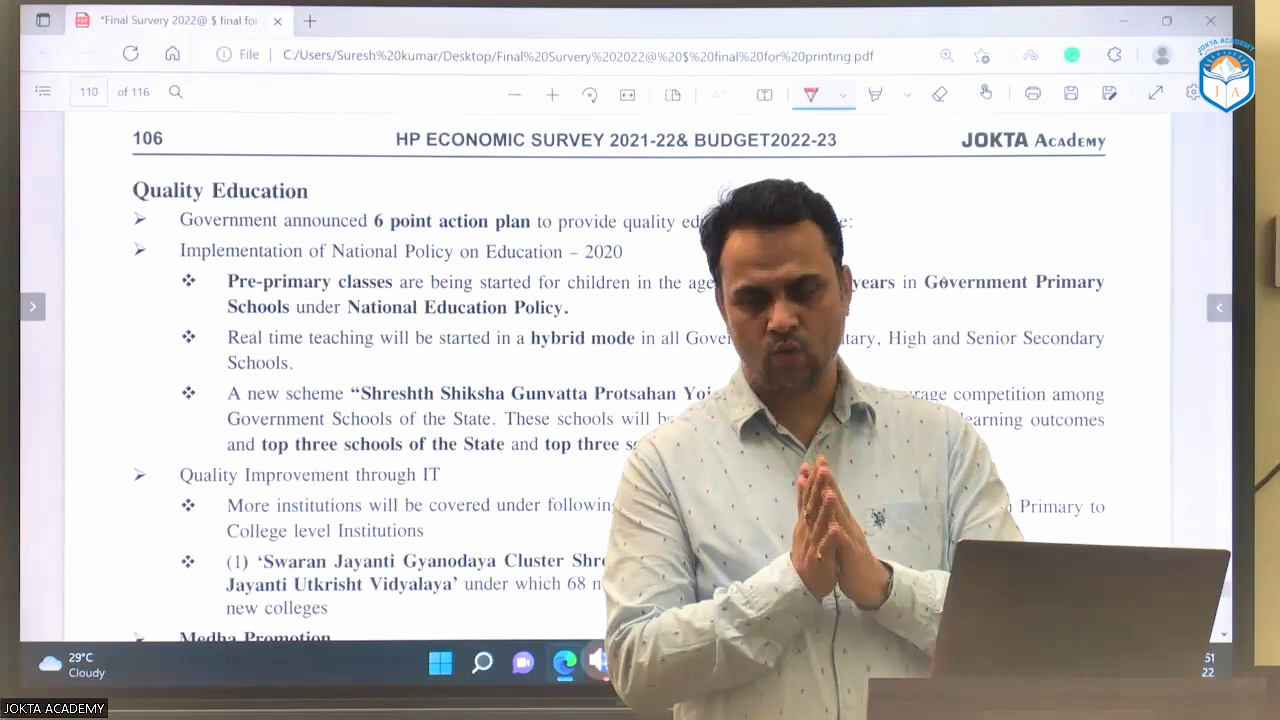 *Final Survery 2022@ $ final for
File
C:/Users/Suresh%20kumar/Desktop/Final%20Survery%202022@%20$%20final%20for%20printing.pdf
JOKTA ACADEMY
J A
110 of 116
106 HP ECONOMIC SURVEY 2021-22& BUDGET2022-23 JOKTA ACADEMY
Quality Education
Government announced 6 point action plan to provide quality
Implementation of National Policy on Education – 2020
Pre-primary classes are being started for children in the age years in Government Primary
Schools under National Education Policy.
Real time teaching will be started in a hybrid mode in all High and Senior Secondary
Schools.
A new scheme “Shreshth Shiksha Gunvatta Protsahan competition among
Government Schools of the State. These schools will learning outcomes
and top three schools of the State and top three
Quality Improvement through IT
More institutions will be covered under following Primary to
College level Institutions
(1) ‘Swaran Jayanti Gyanodaya Cluster
Jayanti Utkrisht Vidyalaya’ under which 68
new colleges
Medha Promotion
29°C
Cloudy
51
22
JOKTA ACADEMY